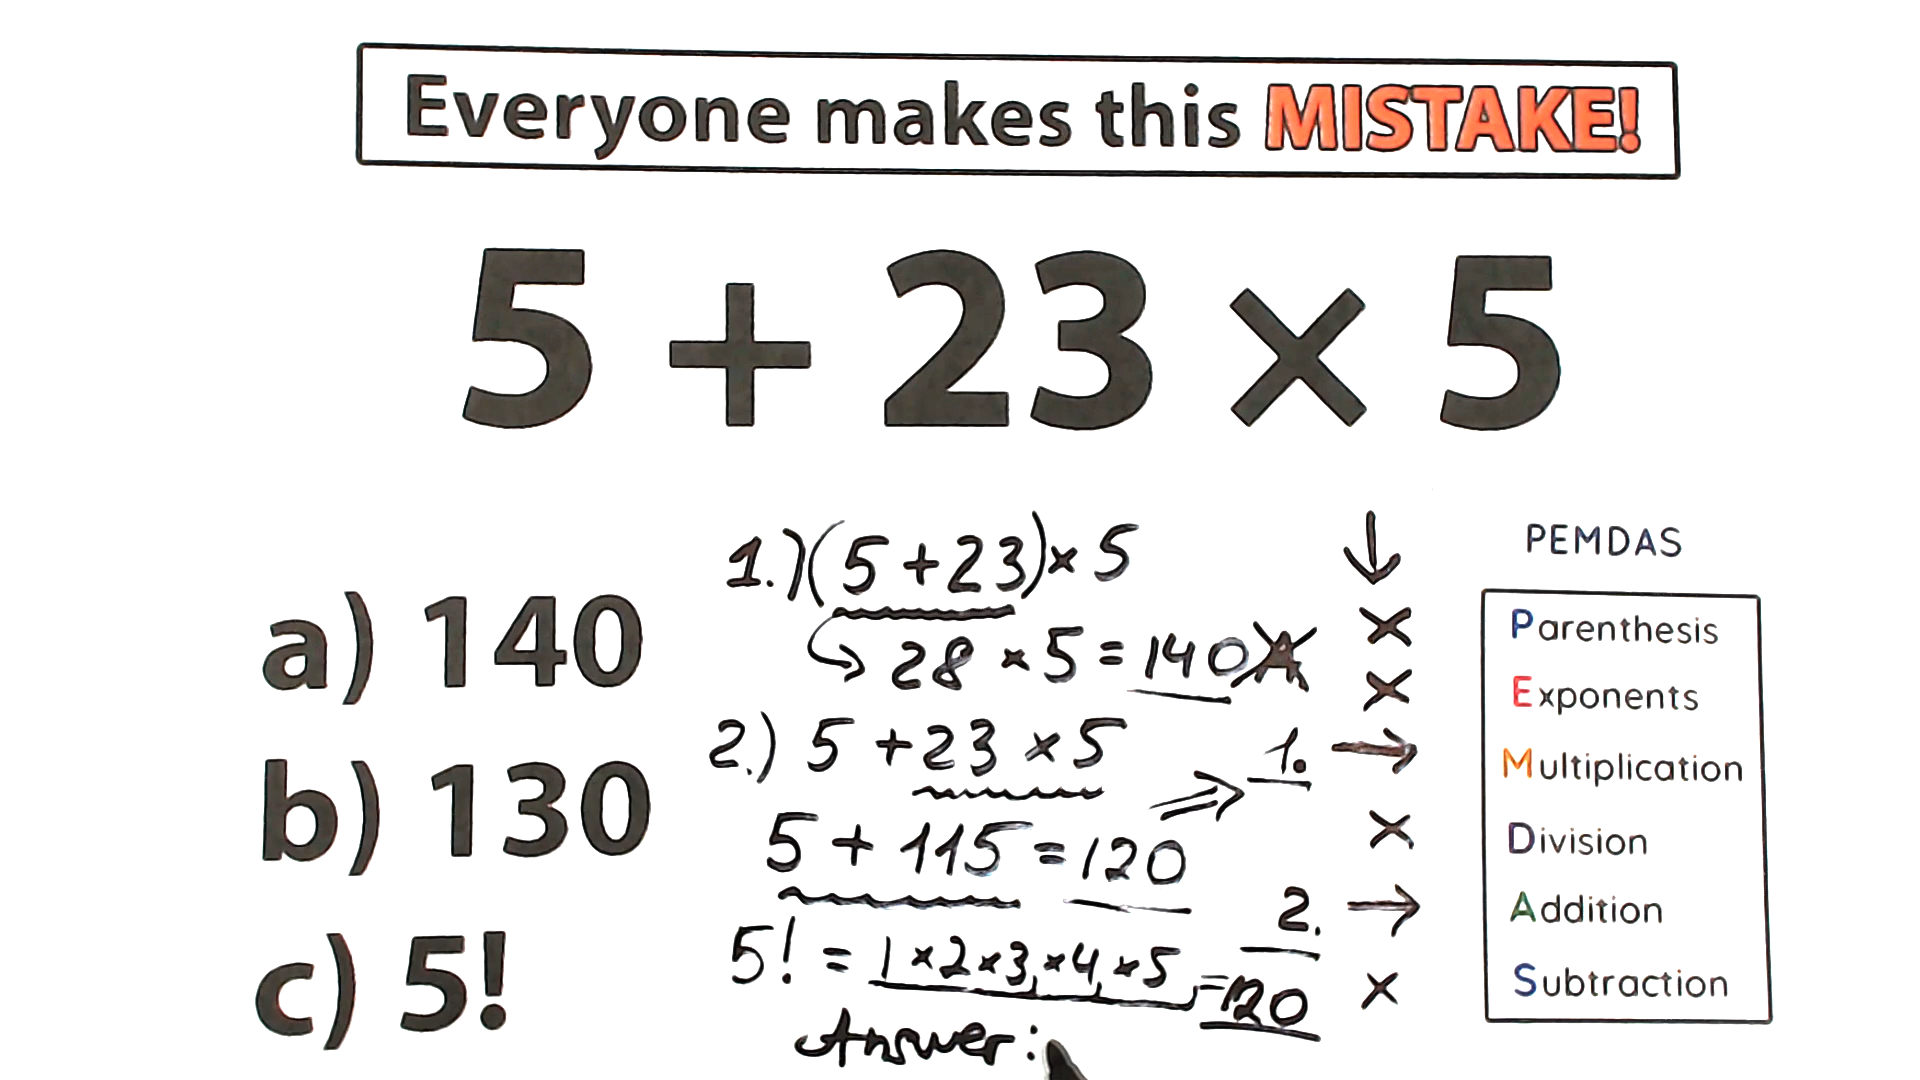 Everyone makes this MISTAKE!
5 + 23 × 5
a) 140
b) 130
c) 5!
1.) (5 + 23) × 5
28 × 5 = 140
2.) 5 + 23 × 5
5 + 115 = 120
5! = 1 × 2 × 3 × 4 × 5 = 120
Answer:
1.
2.
PEMDAS
Parenthesis
Exponents
Multiplication
Division
Addition
Subtraction